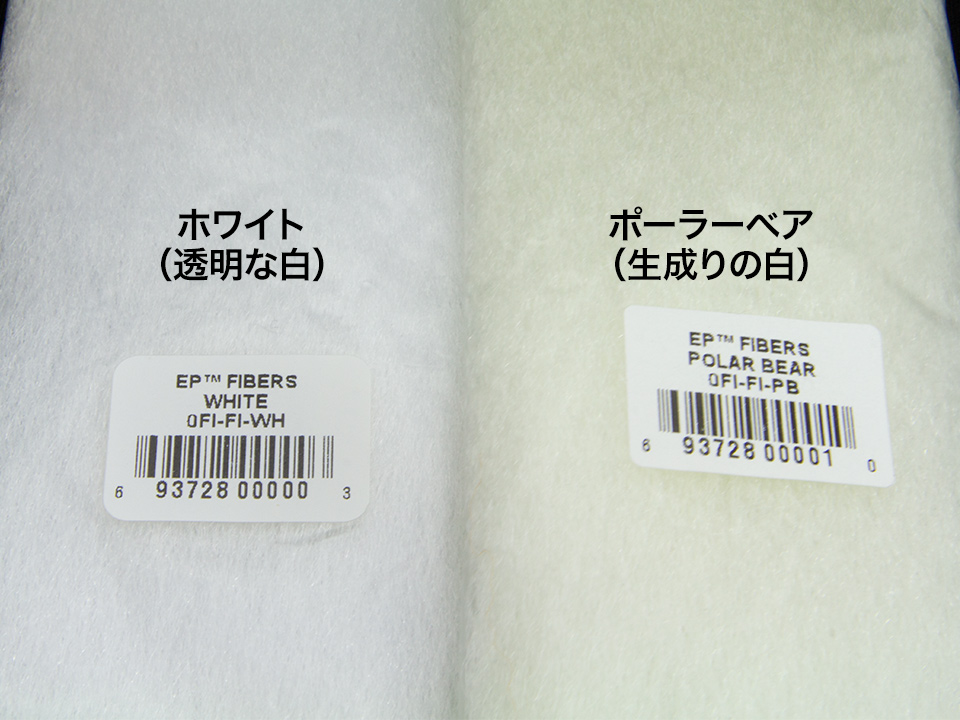 ホワイト
（透明な白）
EP™ FIBERS
WHITE
0FI-FI-WH
6 93728 00000 3
ポーラーベア
（生成りの白）
EP™ FIBERS
POLAR BEAR
0FI-FI-PB
6 93728 00001 0